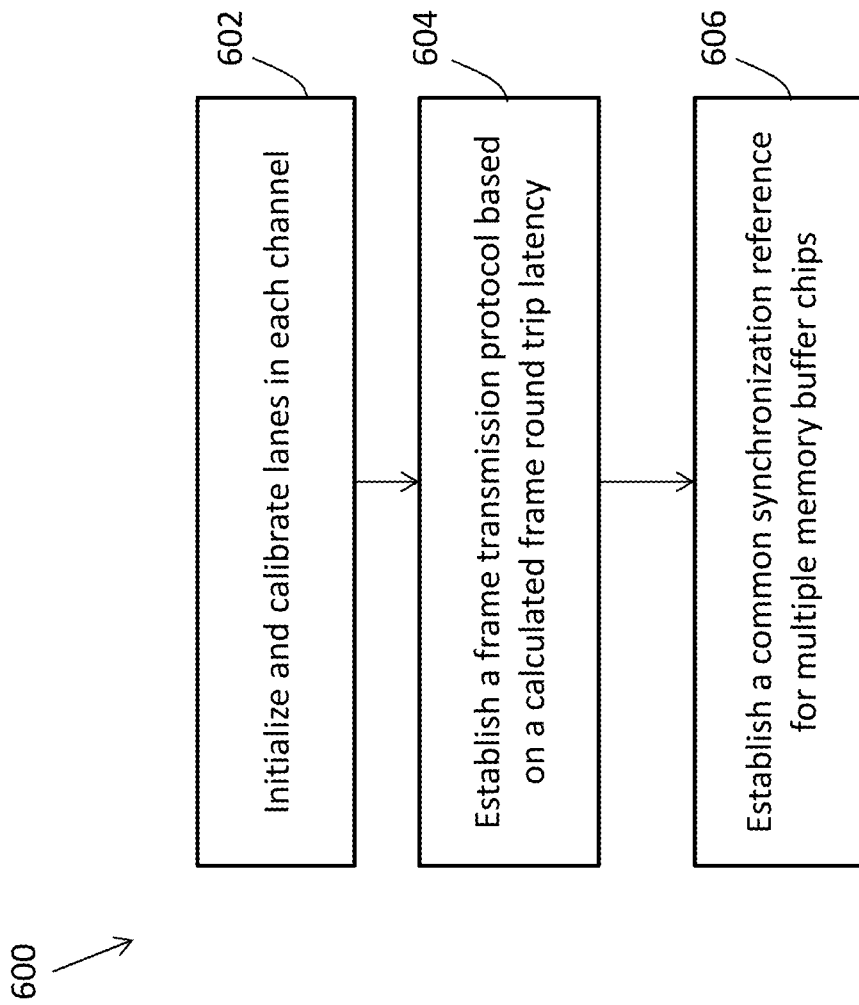 600
602
Initialize and calibrate lanes in each channel
604
Establish a frame transmission protocol based
on a calculated frame round trip latency
606
Establish a common synchronization reference
for multiple memory buffer chips